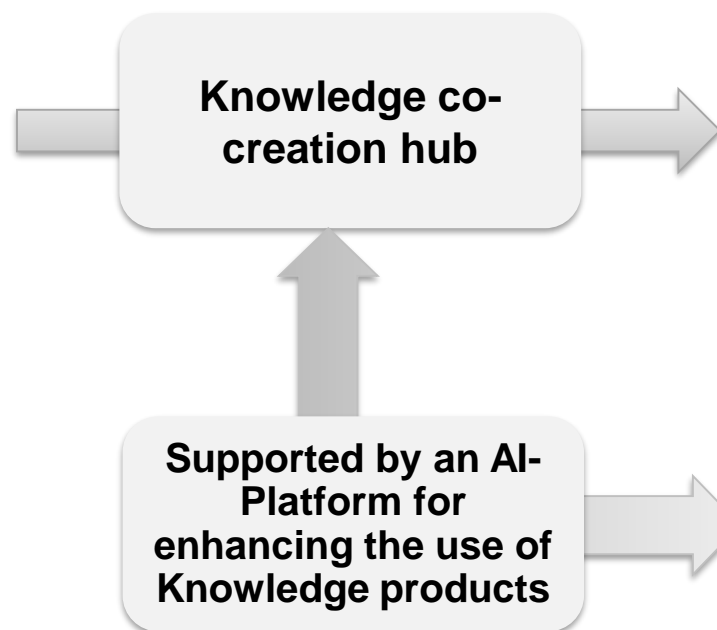 Knowledge co-
creation hub
Supported by an AI-
Platform for
enhancing the use of
Knowledge products